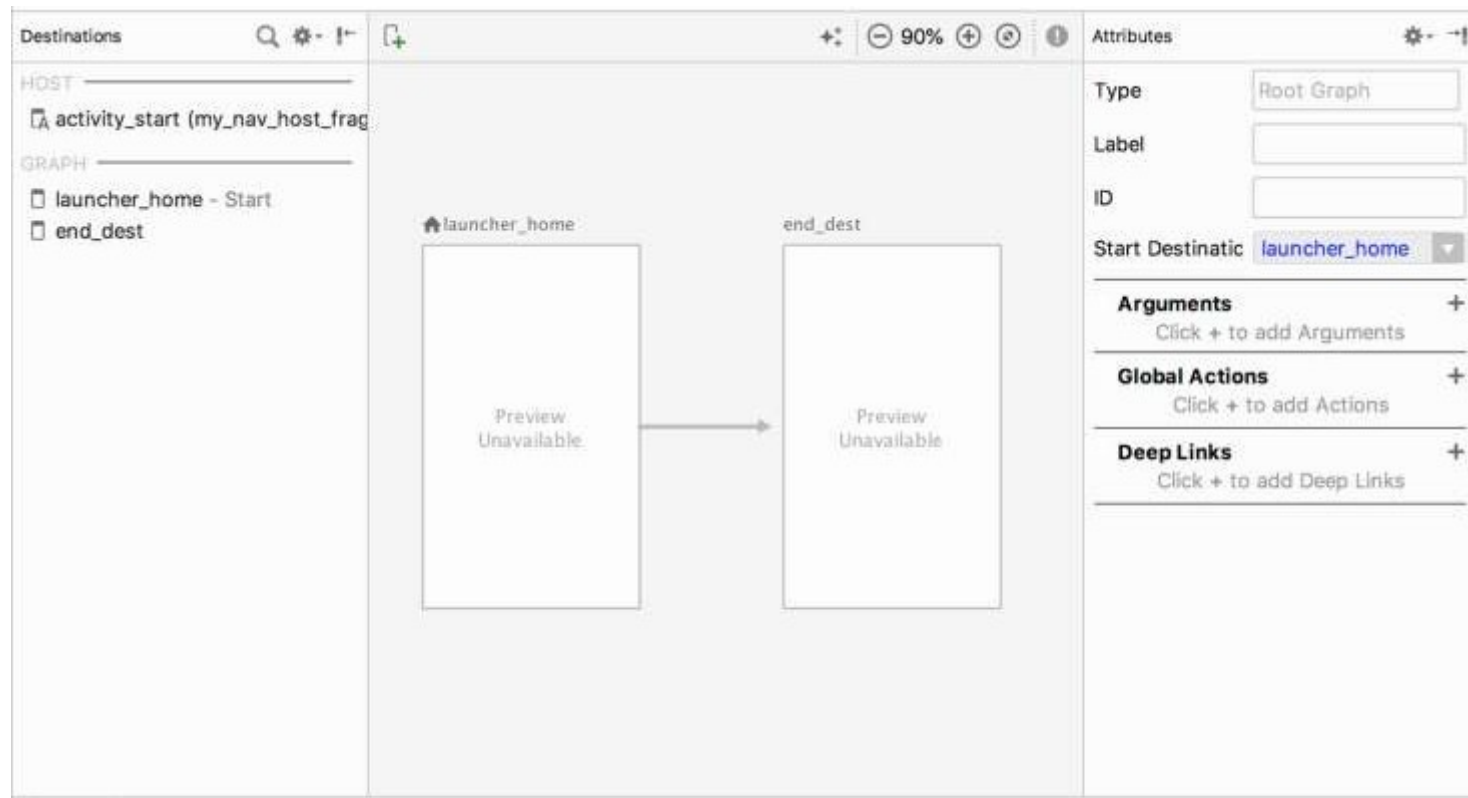 Destinations
HOST
activity_start (my_nav_host_frag
GRAPH
launcher_home - Start
end_dest
90%
launcher_home
end_dest
Preview
Unavailable
Preview
Unavailable
Attributes
Type Root Graph
Label
ID
Start Destinatic launcher_home
Arguments
Click + to add Arguments
Global Actions
Click + to add Actions
Deep Links
Click + to add Deep Links